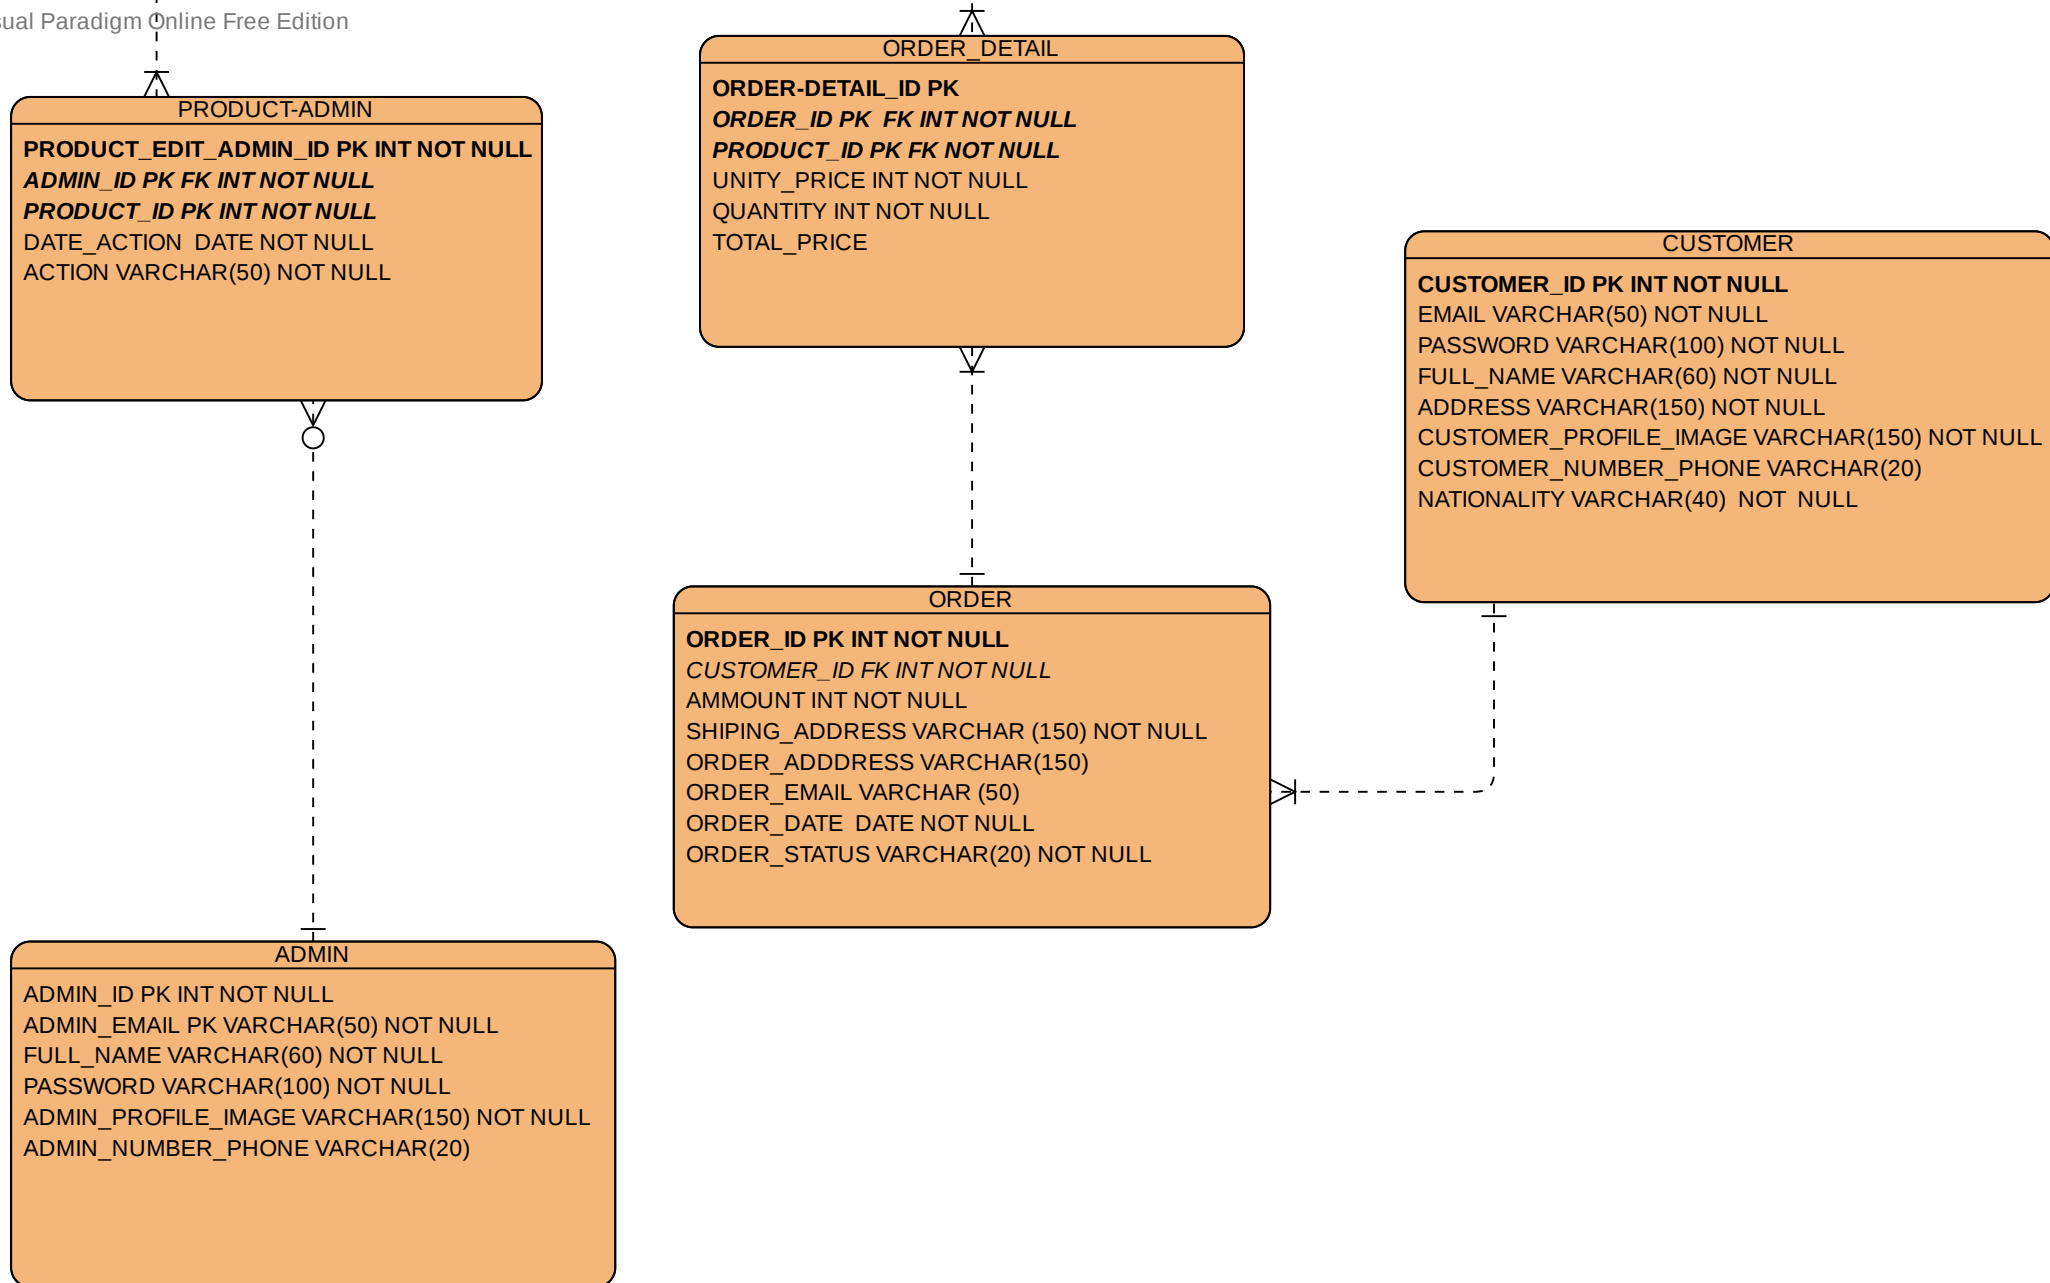 sual Paradigm Online Free Edition
PRODUCT-ADMIN
PRODUCT_EDIT_ADMIN_ID PK INT NOT NULL
ADMIN_ID PK FK INT NOT NULL
PRODUCT_ID PK INT NOT NULL
DATE_ACTION  DATE NOT NULL
ACTION VARCHAR(50) NOT NULL
ORDER_DETAIL
ORDER-DETAIL_ID PK
ORDER_ID PK  FK INT NOT NULL
PRODUCT_ID PK FK NOT NULL
UNITY_PRICE INT NOT NULL
QUANTITY INT NOT NULL
TOTAL_PRICE
CUSTOMER
CUSTOMER_ID PK INT NOT NULL
EMAIL VARCHAR(50) NOT NULL
PASSWORD VARCHAR(100) NOT NULL
FULL_NAME VARCHAR(60) NOT NULL
ADDRESS VARCHAR(150) NOT NULL
CUSTOMER_PROFILE_IMAGE VARCHAR(150) NOT NULL
CUSTOMER_NUMBER_PHONE VARCHAR(20)
NATIONALITY VARCHAR(40)  NOT  NULL
ORDER
ORDER_ID PK INT NOT NULL
CUSTOMER_ID FK INT NOT NULL
AMMOUNT INT NOT NULL
SHIPING_ADDRESS VARCHAR (150) NOT NULL
ORDER_ADDDRESS VARCHAR(150)
ORDER_EMAIL VARCHAR (50)
ORDER_DATE  DATE NOT NULL
ORDER_STATUS VARCHAR(20) NOT NULL
ADMIN
ADMIN_ID PK INT NOT NULL
ADMIN_EMAIL PK VARCHAR(50) NOT NULL
FULL_NAME VARCHAR(60) NOT NULL
PASSWORD VARCHAR(100) NOT NULL
ADMIN_PROFILE_IMAGE VARCHAR(150) NOT NULL
ADMIN_NUMBER_PHONE VARCHAR(20)